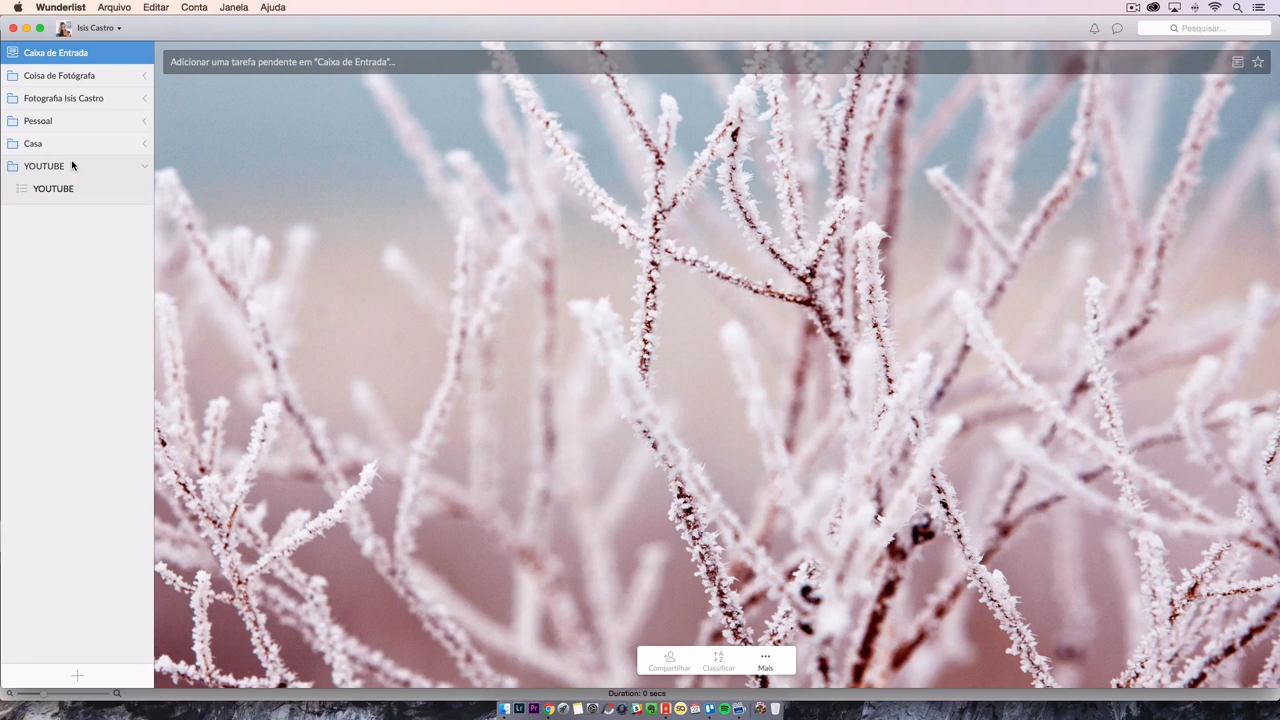 Wunderlist Arquivo Editar Conta Janela Ajuda
Isis Castro
Pesquisar...
Caixa de Entrada
Adicionar uma tarefa pendente em "Caixa de Entrada"...
Coisa de Fotógrafa
Fotografia Isis Castro
Pessoal
Casa
YOUTUBE
YOUTUBE
Compartilhar Classificar Mais
Duration: 0 secs